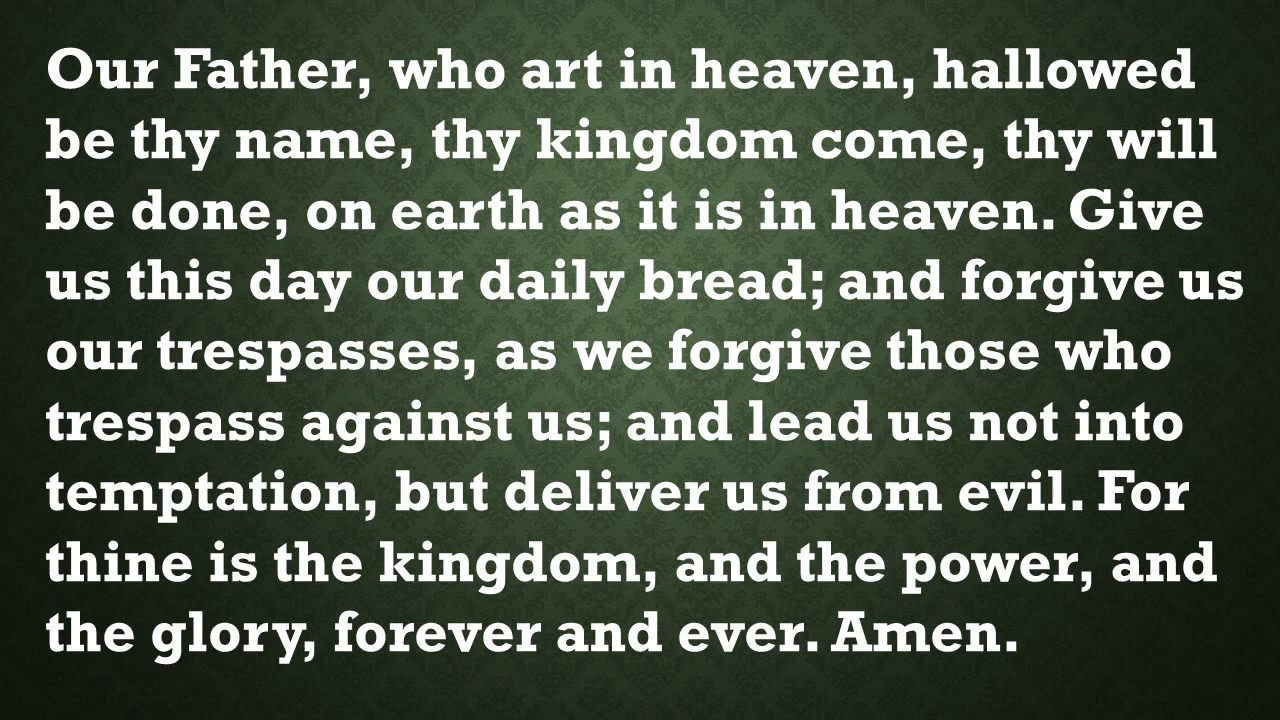 Our Father, who art in heaven, hallowed
be thy name, thy kingdom come, thy will
be done, on earth as it is in heaven. Give
us this day our daily bread; and forgive us
our trespasses, as we forgive those who
trespass against us; and lead us not into
temptation, but deliver us from evil. For
thine is the kingdom, and the power, and
the glory, forever and ever. Amen.